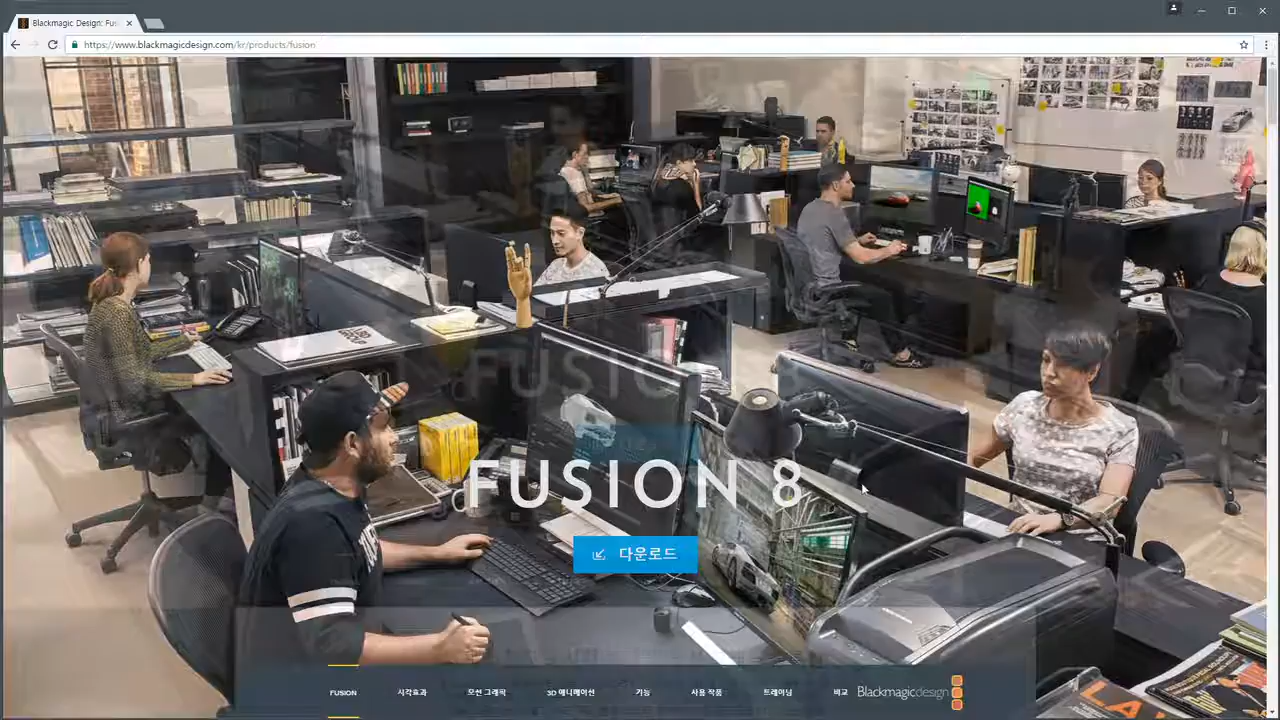 Blackmagic Design: Fus
https://www.blackmagicdesign.com/kr/products/fusion
FUSION 8
다운로드
FUSION 시각효과 모션 그래픽 3D 애니메이션 기능 사용 작품 트레이닝 비교 Blackmagicdesign